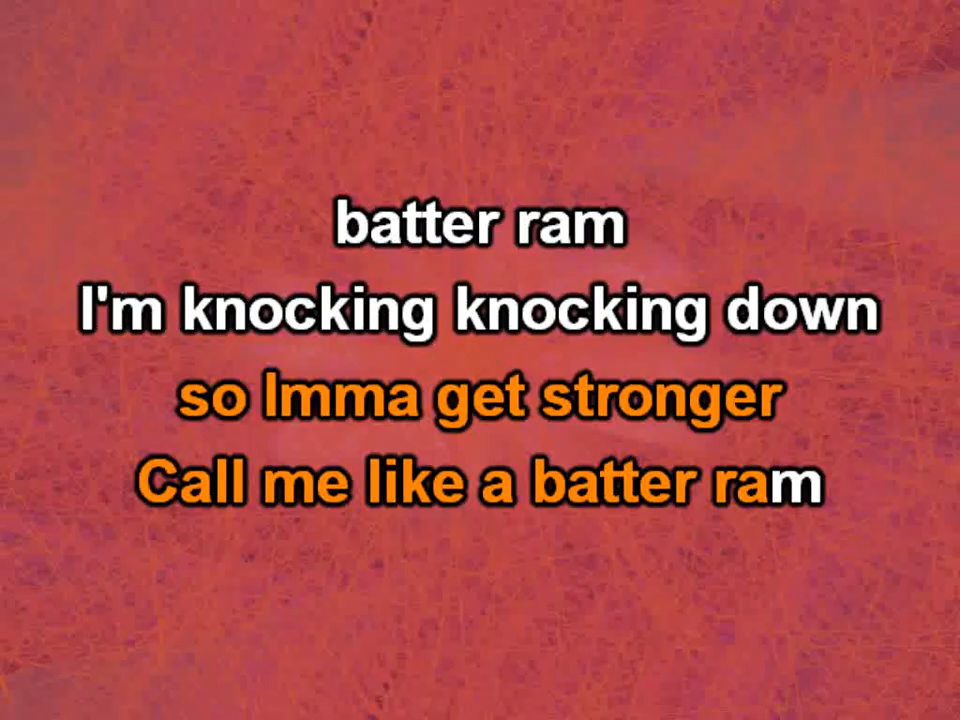 batter ram
I'm knocking knocking down
so Imma get stronger
Call me like a batter ram